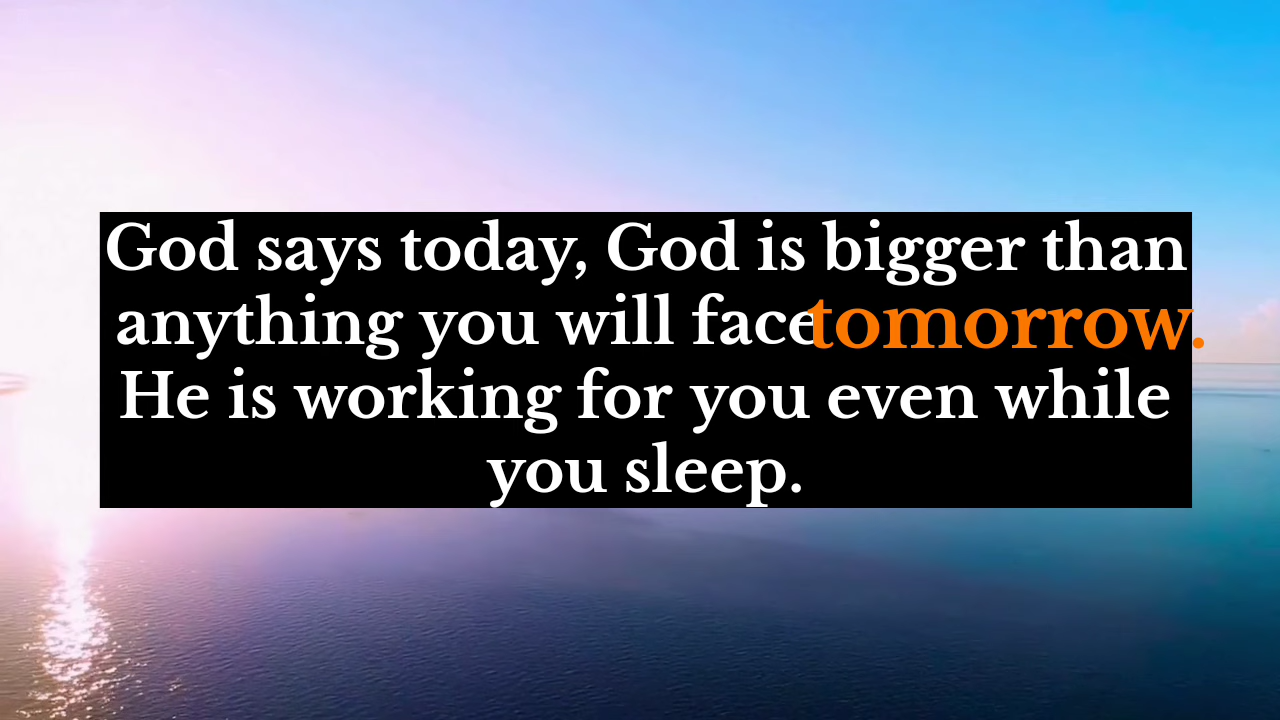 God says today, God is bigger than
anything you will face tomorrow.
He is working for you even while
you sleep.